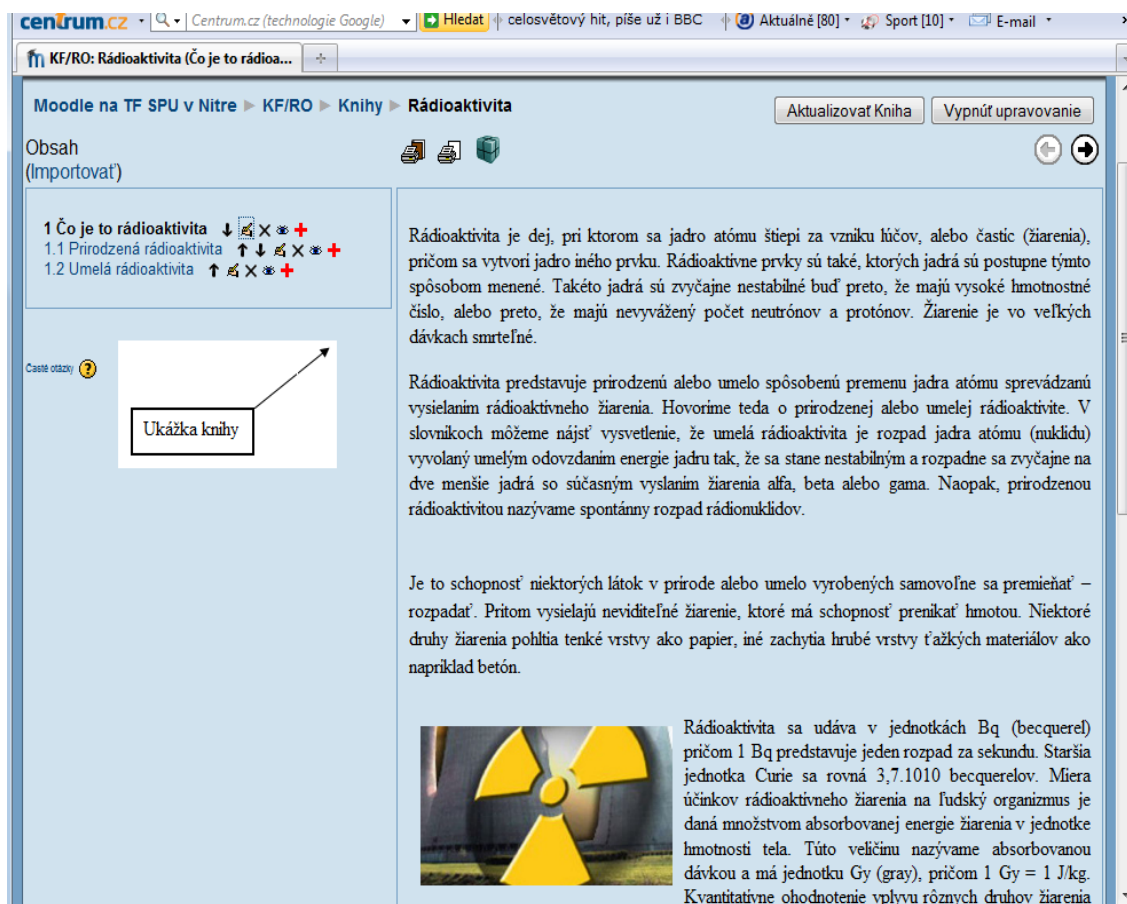 cenTrum.cz Centrum.cz (technologie Google) Hledat celosvětový hit, píše už i BBC Aktuálně [80] Sport [10] E-mail
KF/RO: Rádioaktivita (Čo je to rádioa...
Moodle na TF SPU v Nitre ► KF/RO ► Knihy ► Rádioaktivita
Aktualizovať Kniha Vypnúť upravovanie
Obsah
(Importovať)
1 Čo je to rádioaktivita
1.1 Prirodzená rádioaktivita
1.2 Umelá rádioaktivita
Časté otázky
Ukážka knihy
Rádioaktivita je dej, pri ktorom sa jadro atómu štiepi za vzniku lúčov, alebo častic (žiarenia),
pričom sa vytvorí jadro iného prvku. Rádioaktívne prvky sú také, ktorých jadrá sú postupne týmto
spôsobom menené. Takéto jadrá sú zvyčajne nestabilné buď preto, že majú vysoké hmotnostné
číslo, alebo preto, že majú nevyvážený počet neutrónov a protónov. Žiarenie je vo veľkých
dávkach smrteľné.
Rádioaktivita predstavuje prirodzenú alebo umelo spôsobenú premenu jadra atómu sprevádzanú
vysielaním rádioaktívneho žiarenia. Hovoríme teda o prirodzenej alebo umelej rádioaktivite. V
slovníkoch môžeme nájsť vysvetlenie, že umelá rádioaktivita je rozpad jadra atómu (nuklidu)
vyvolaný umelým odovzdaním energie jadru tak, že sa stane nestabilným a rozpadne sa zvyčajne na
dve menšie jadrá so súčasným vyslaním žiarenia alfa, beta alebo gama. Naopak, prirodzenou
rádioaktivitou nazývame spontánny rozpad rádionuklidov.
Je to schopnosť niektorých látok v prírode alebo umelo vyrobených samovoľne sa premieňať –
rozpadať. Pritom vysielajú neviditeľné žiarenie, ktoré má schopnosť prenikať hmotou. Niektoré
druhy žiarenia pohltia tenké vrstvy ako papier, iné zachytia hrubé vrstvy ťažkých materiálov ako
napríklad betón.
Rádioaktivita sa udáva v jednotkách Bq (becquerel)
pričom 1 Bq predstavuje jeden rozpad za sekundu. Staršia
jednotka Curie sa rovná 3,7.1010 becquerelov. Miera
účinkov rádioaktívneho žiarenia na ľudský organizmus je
daná množstvom absorbovanej energie žiarenia v jednotke
hmotnosti tela. Túto veličinu nazývame absorbovanou
dávkou a má jednotku Gy (gray), pričom 1 Gy = 1 J/kg.
Kvantitatívne ohodnotenie vplyvu rôznych druhov žiarenia